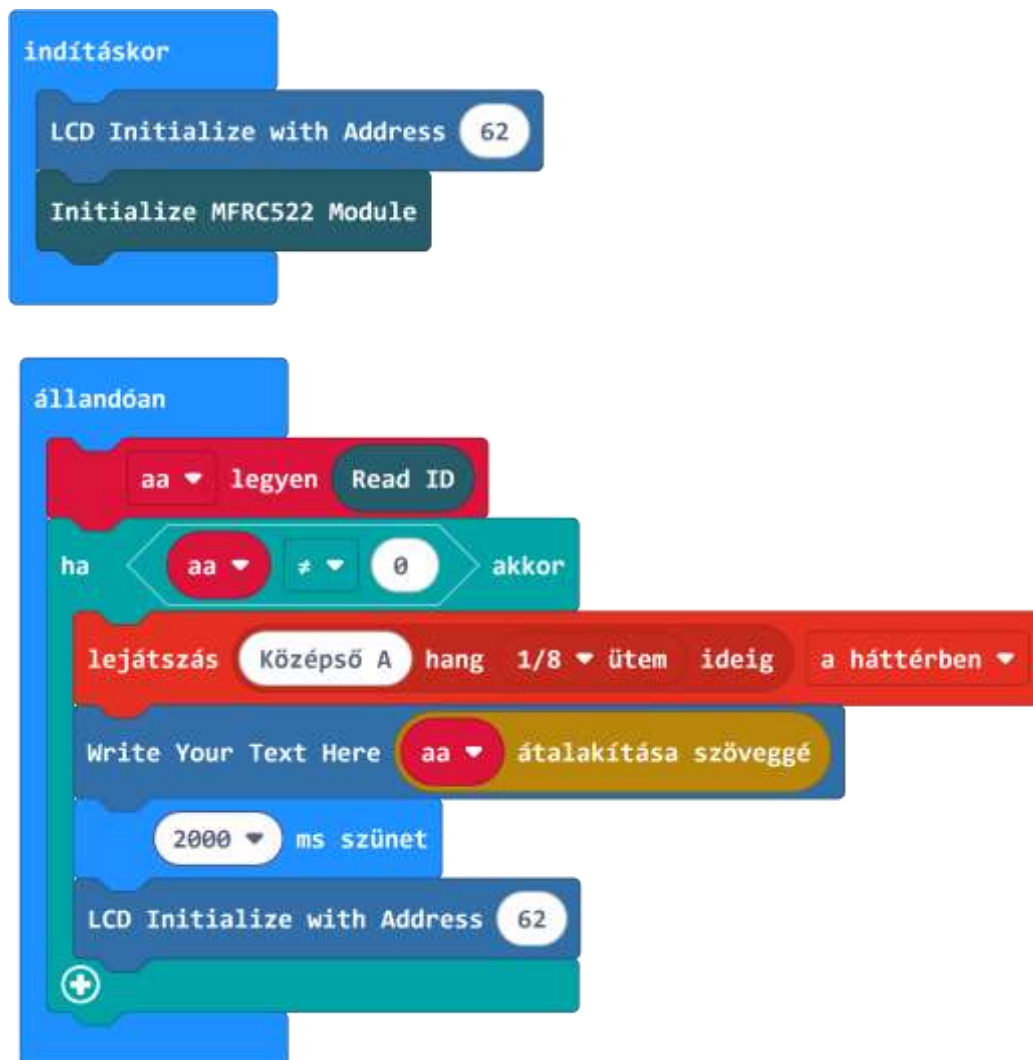 indításkor
LCD Initialize with Address 62
Initialize MFRC522 Module
állandóan
aa legyen Read ID
ha aa ≠ 0 akkor
lejátszás Középső A hang 1/8 ütem ideig a háttérben
Write Your Text Here aa átalakítása szöveggé
2000 ms szünet
LCD Initialize with Address 62